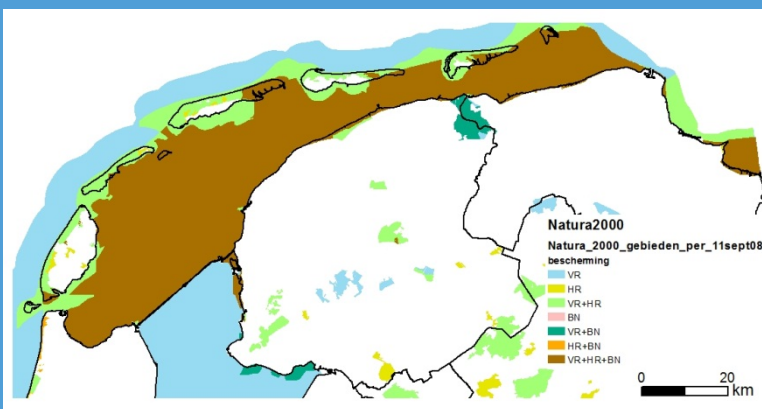 Natura2000
Natura_2000_gebieden_per_11sept08
bescherming
VR
HR
VR+HR
BN
VR+BN
HR+BN
VR+HR+BN
0 20
km